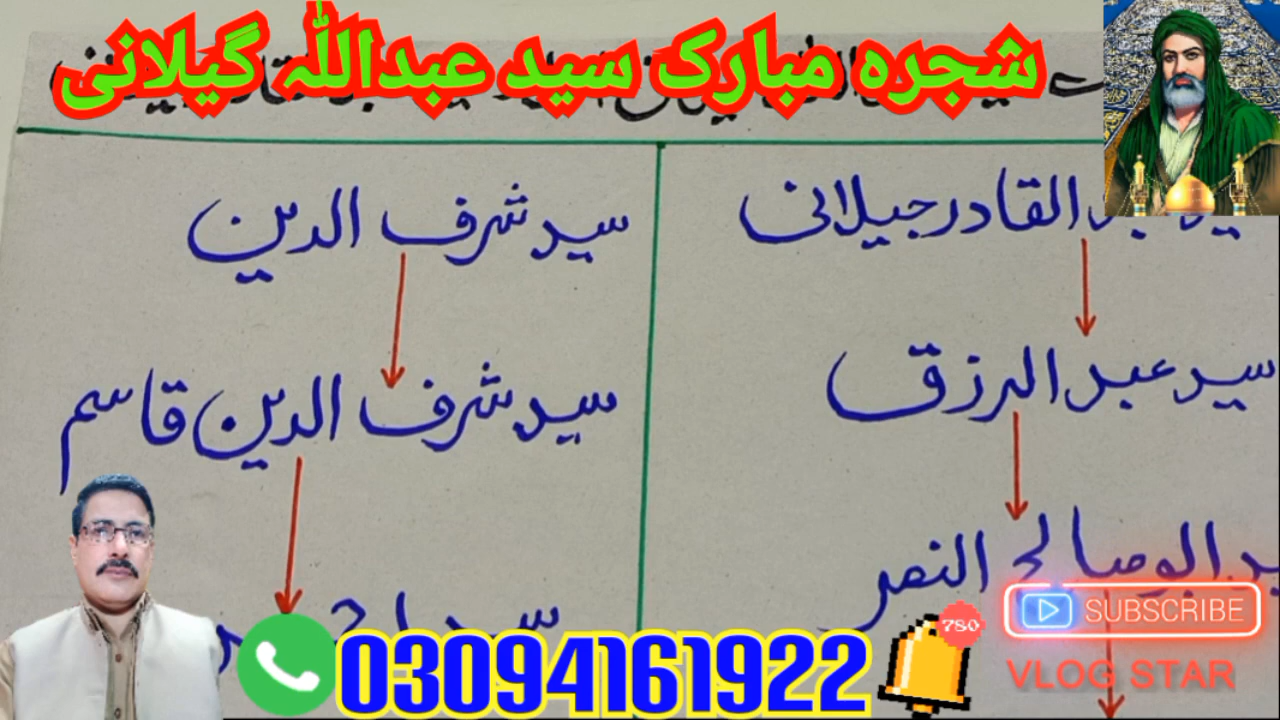 شجرہ مبارک سید عبداللہ گیلانی
القادر جیلانی
سید عبد الرزق
ابو صالح النصر
سید شرف الدین
سید شرف الدین قاسم
03094161922
780
SUBSCRIBE
VLOG STAR